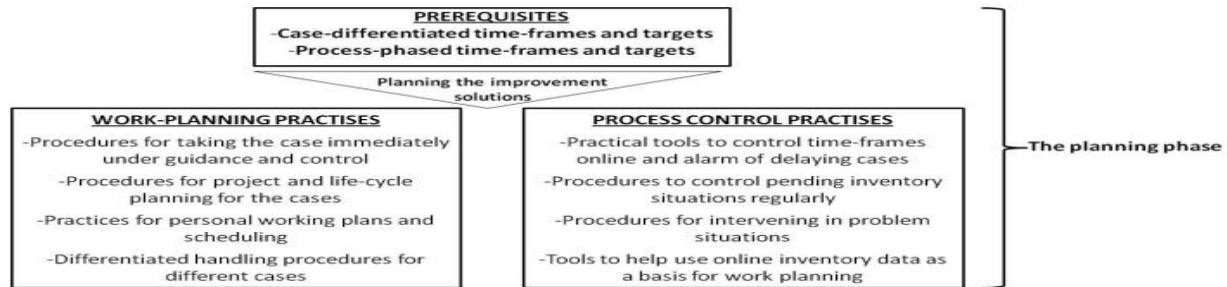 PREREQUISITES
-Case-differentiated time-frames and targets
-Process-phased time-frames and targets
Planning the improvement
solutions
WORK-PLANNING PRACTISES
-Procedures for taking the case immediately
under guidance and control
-Procedures for project and life-cycle
planning for the cases
-Practices for personal working plans and
scheduling
-Differentiated handling procedures for
different cases
PROCESS CONTROL PRACTISES
-Practical tools to control time-frames
online and alarm of delaying cases
-Procedures to control pending inventory
situations regularly
-Procedures for intervening in problem
situations
-Tools to help use online inventory data as
a basis for work planning
The planning phase